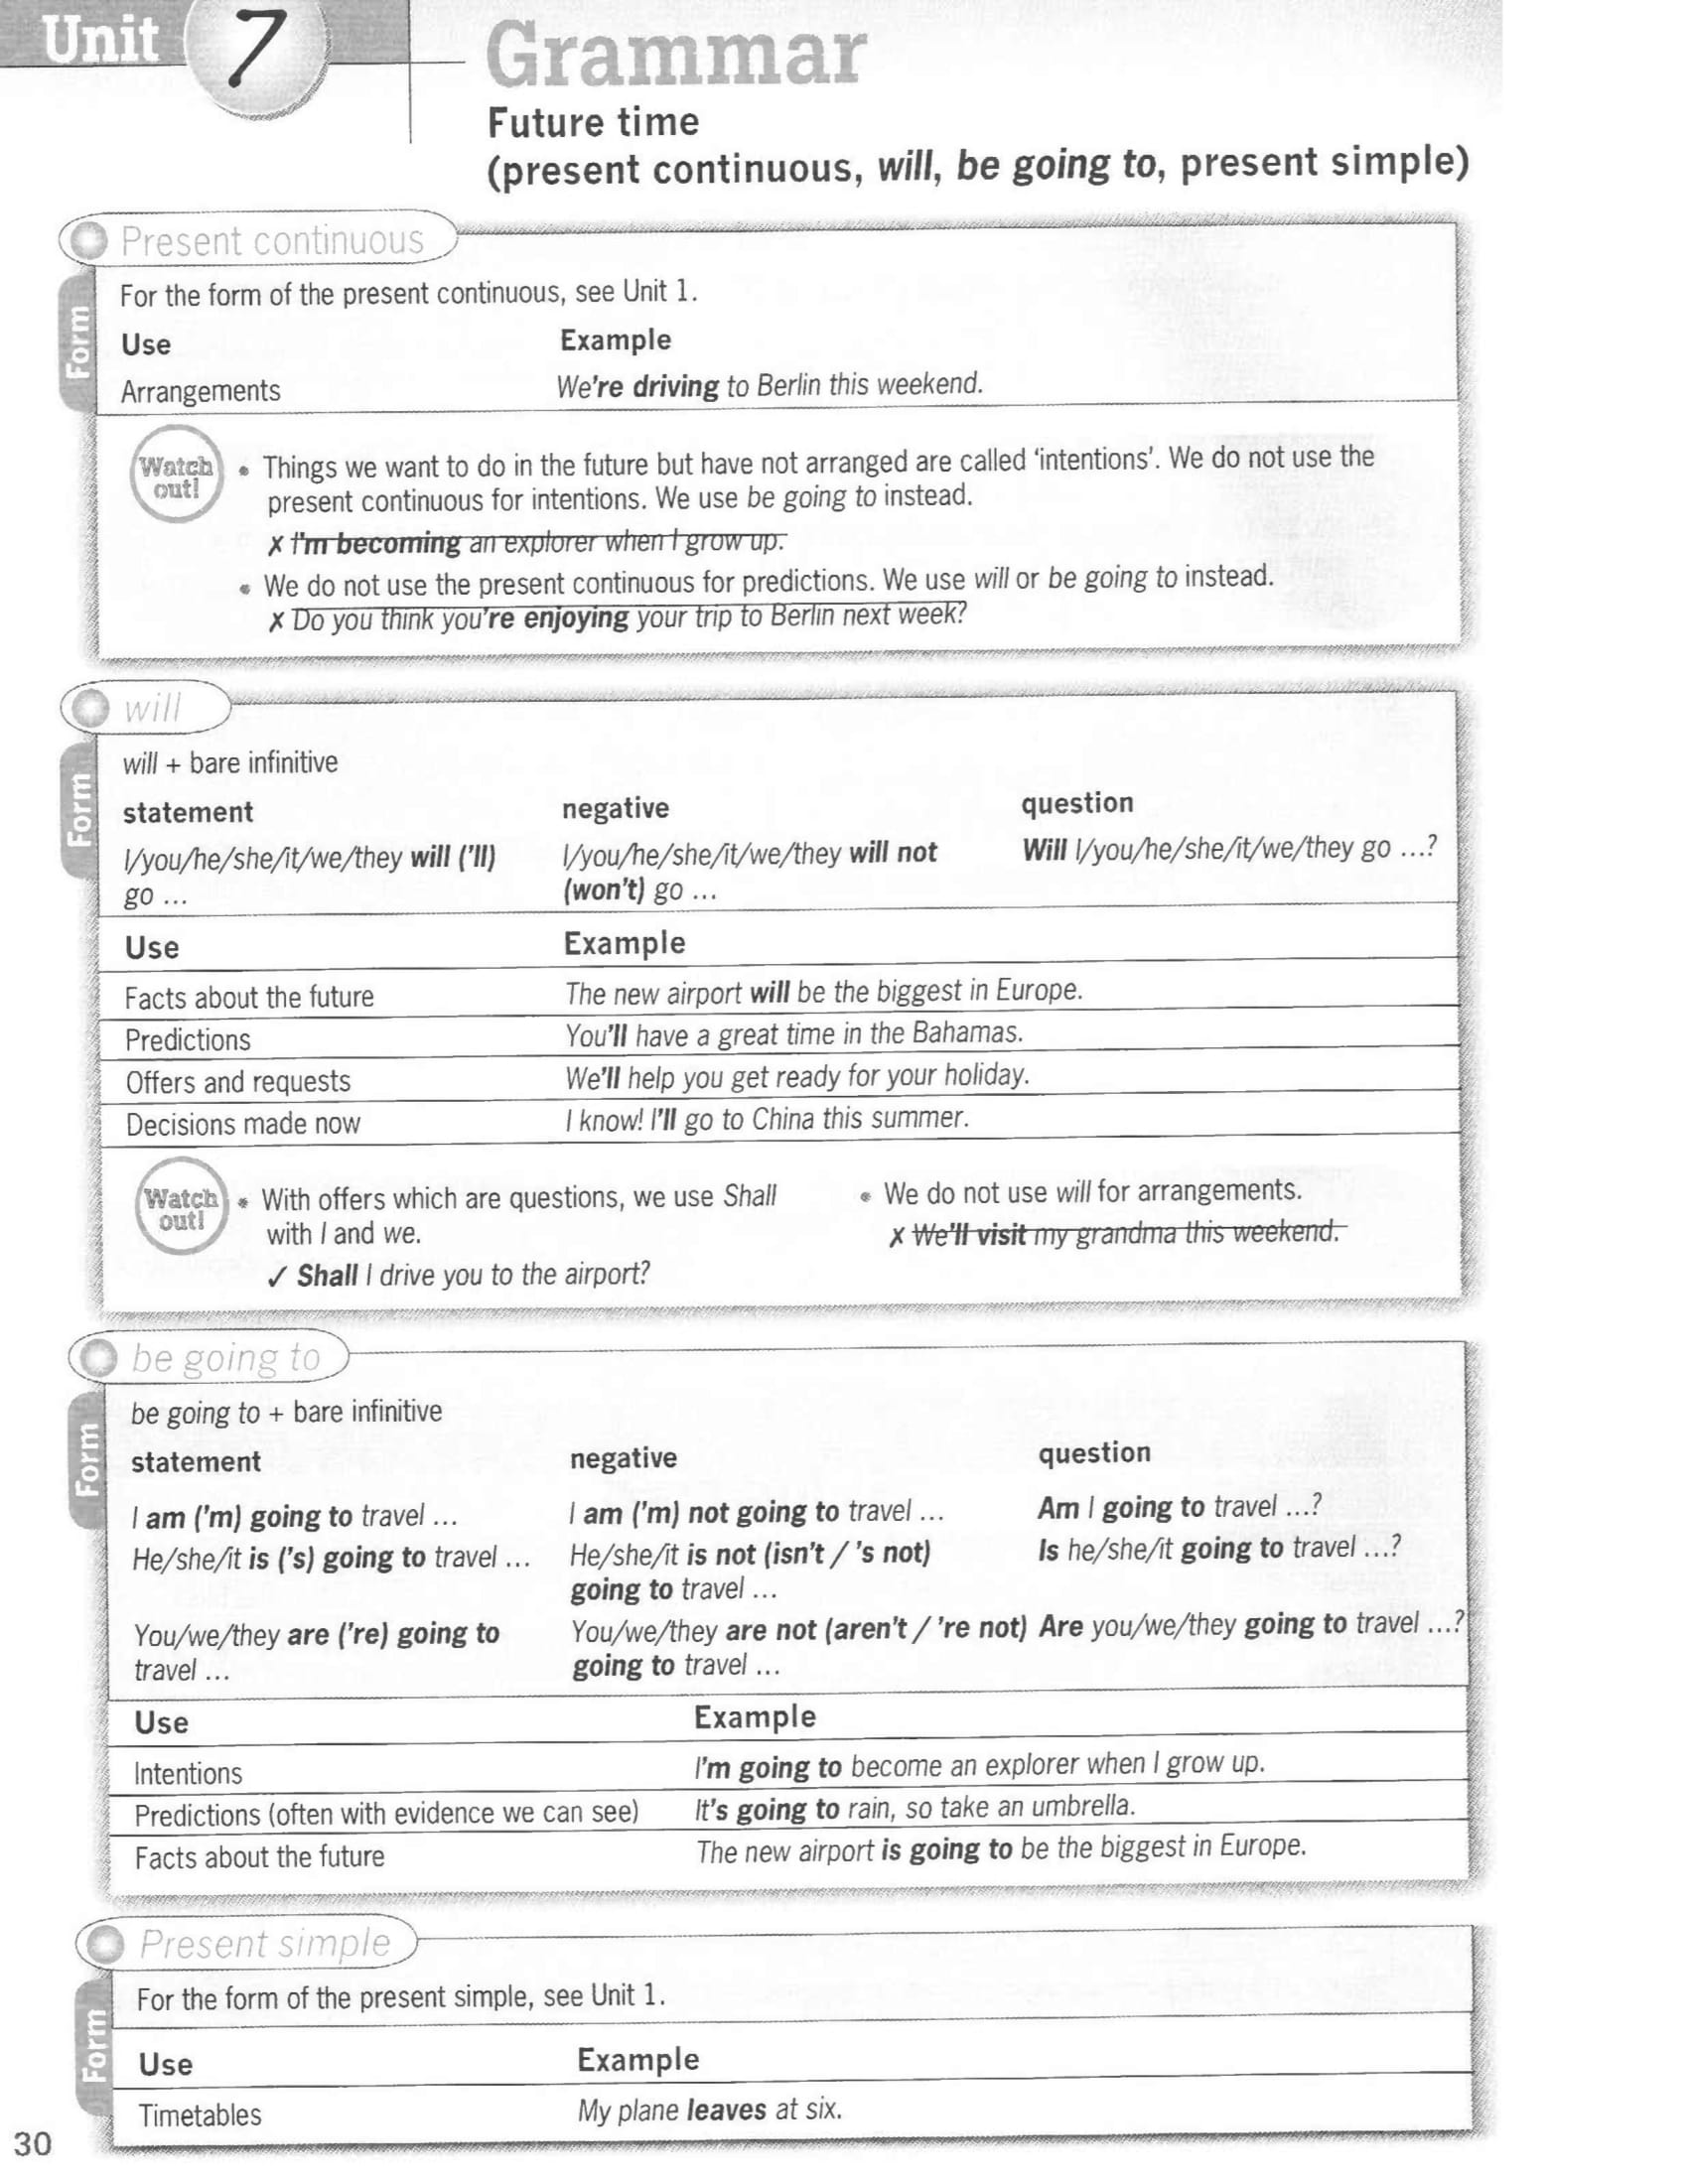 Unit 7
Grammar
Future time
(present continuous, will, be going to, present simple)
Present continuous
Form
For the form of the present continuous, see Unit 1.
Use Example
Arrangements We're driving to Berlin this weekend.
Watch out!
• Things we want to do in the future but have not arranged are called 'intentions'. We do not use the
present continuous for intentions. We use be going to instead.
✗ I'm becoming an explorer when I grow up.
• We do not use the present continuous for predictions. We use will or be going to instead.
✗ Do you think you're enjoying your trip to Berlin next week?
will
Form
will + bare infinitive
statement negative question
I/you/he/she/it/we/they will ('ll) I/you/he/she/it/we/they will not Will I/you/he/she/it/we/they go ...?
go ... (won't) go ...
Use Example
Facts about the future The new airport will be the biggest in Europe.
Predictions You'll have a great time in the Bahamas.
Offers and requests We'll help you get ready for your holiday.
Decisions made now I know! I'll go to China this summer.
Watch out!
• With offers which are questions, we use Shall
with I and we.
✓ Shall I drive you to the airport?
• We do not use will for arrangements.
✗ We'll visit my grandma this weekend.
be going to
Form
be going to + bare infinitive
statement negative question
I am ('m) going to travel ... I am ('m) not going to travel ... Am I going to travel ...?
He/she/it is ('s) going to travel ... He/she/it is not (isn't / 's not) Is he/she/it going to travel ...?
going to travel ...
You/we/they are ('re) going to You/we/they are not (aren't / 're not) Are you/we/they going to travel ...?
travel ... going to travel ...
Use Example
Intentions I'm going to become an explorer when I grow up.
Predictions (often with evidence we can see) It's going to rain, so take an umbrella.
Facts about the future The new airport is going to be the biggest in Europe.
Present simple
Form
For the form of the present simple, see Unit 1.
Use Example
Timetables My plane leaves at six.
30